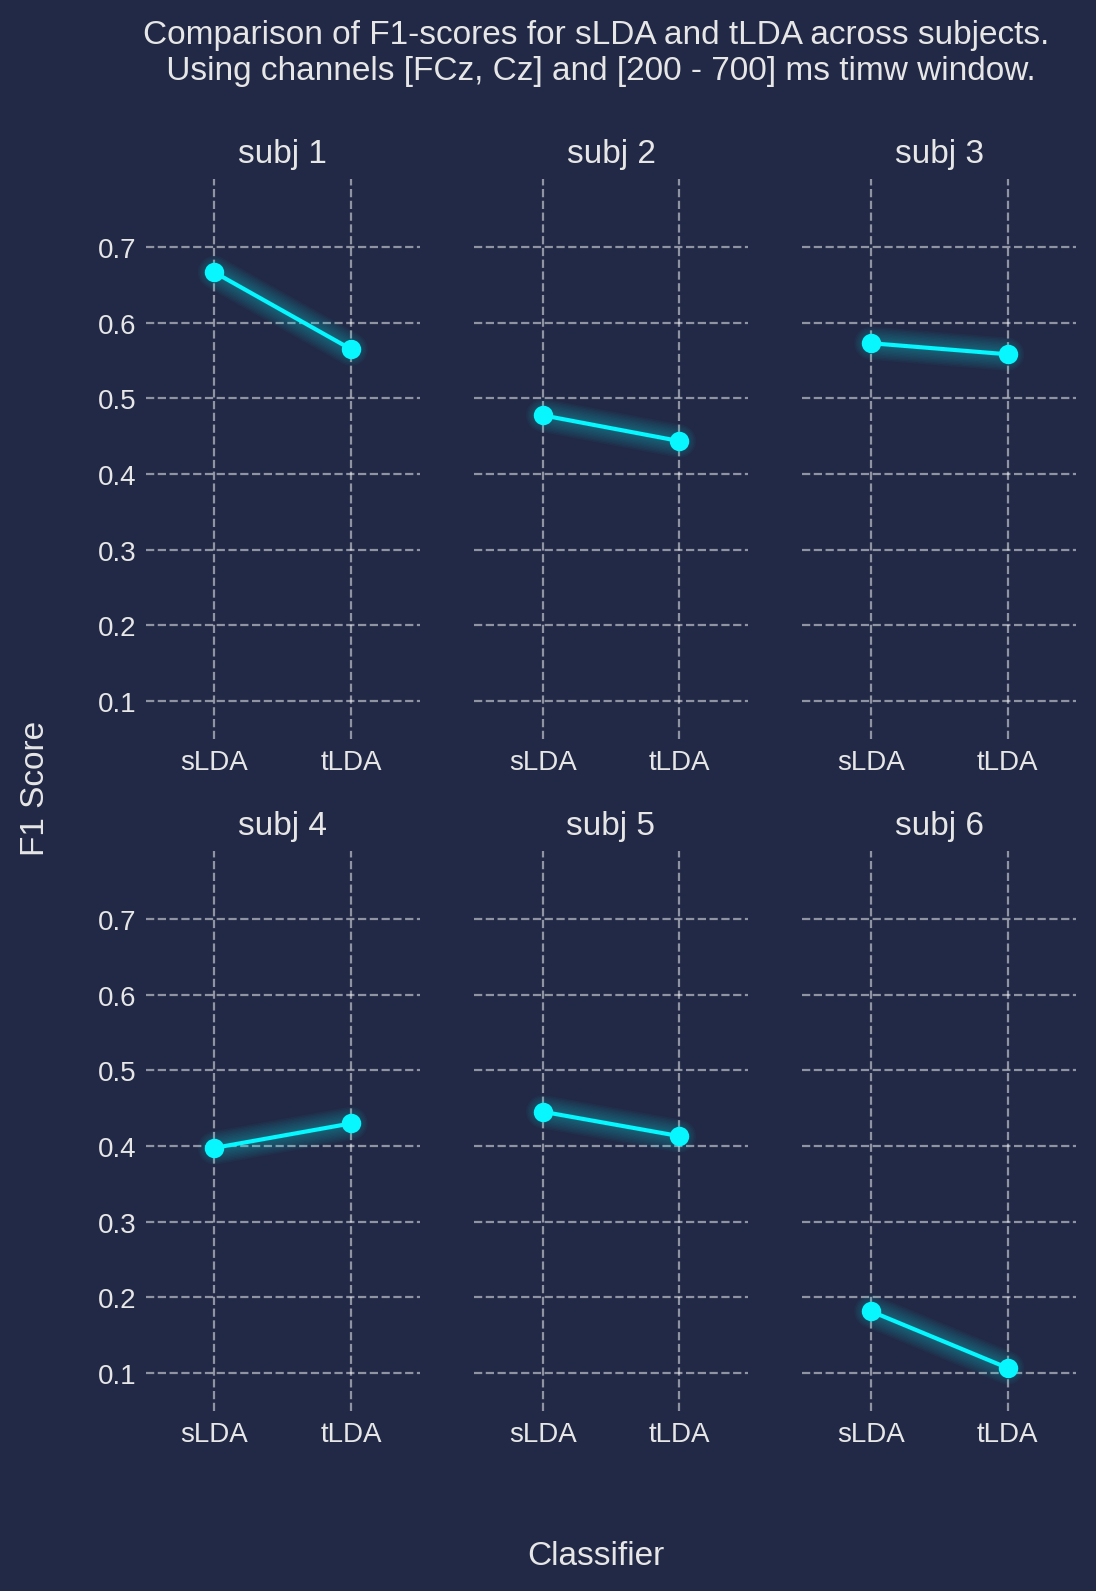 Comparison of F1-scores for sLDA and tLDA across subjects.
Using channels [FCz, Cz] and [200 - 700] ms timw window.
subj 1
subj 2
subj 3
0.7
0.6
0.5
0.4
0.3
0.2
0.1
sLDA tLDA
sLDA tLDA
sLDA tLDA
F1 Score
subj 4
subj 5
subj 6
0.7
0.6
0.5
0.4
0.3
0.2
0.1
sLDA tLDA
sLDA tLDA
sLDA tLDA
Classifier